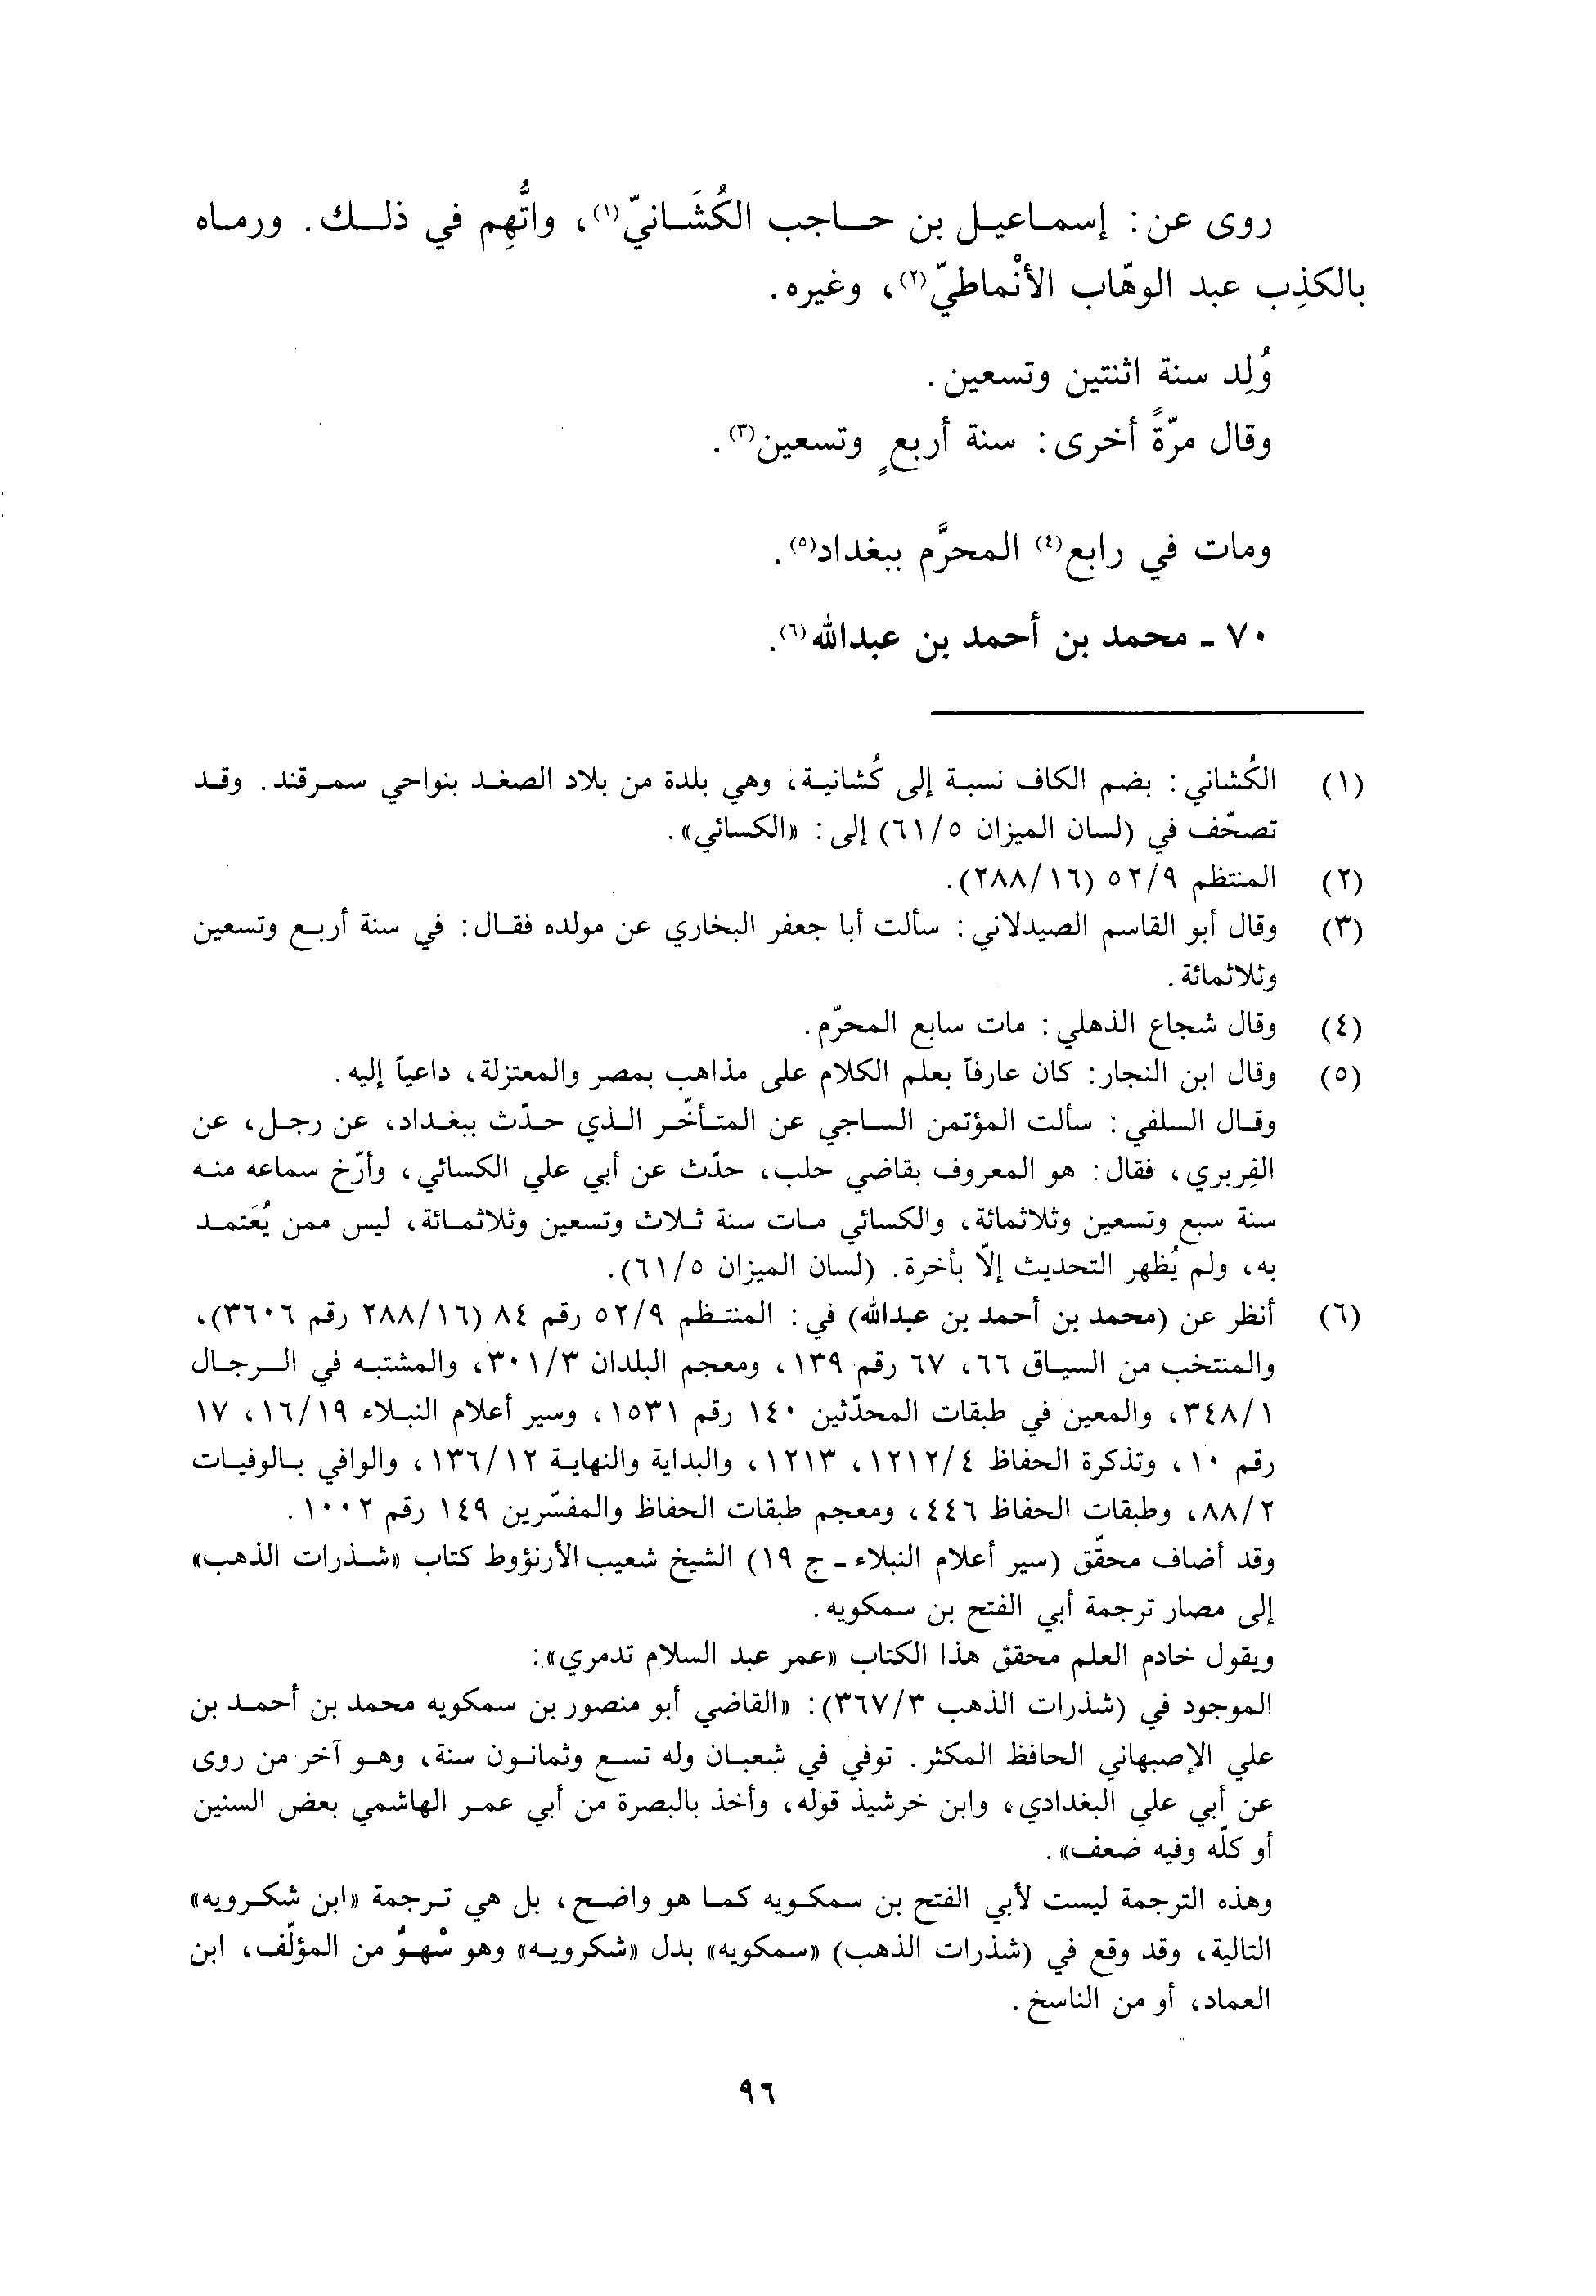 روى عن: إسماعيل بن حاجب الكُشَانيّ(١)، واتُّهِم في ذلك. ورماه
بالكذِب عبد الوهّاب الأنْماطيّ(٢)، وغيره.
وُلِد سنة اثنتين وتسعين.
وقال مرّةً أخرى: سنة أربعٍ وتسعين(٣).
ومات في رابع(٤) المحرَّم ببغداد(٥).
٧٠ - محمد بن أحمد بن عبدالله(٦).
(١) الكُشاني: بضم الكاف نسبة إلى كُشانية، وهي بلدة من بلاد الصغد بنواحي سمرقند. وقد
تصحّف في (لسان الميزان ٦١/٥) إلى: «الكسائي».
(٢) المنتظم ٥٢/٩ (٢٨٨/١٦).
(٣) وقال أبو القاسم الصيدلاني: سألت أبا جعفر البخاري عن مولده فقال: في سنة أربع وتسعين
وثلاثمائة.
(٤) وقال شجاع الذهلي: مات سابع المحرّم.
(٥) وقال ابن النجار: كان عارفاً بعلم الكلام على مذاهب بمصر والمعتزلة، داعياً إليه.
وقال السلفي: سألت المؤتمن الساجي عن المتأخّر الذي حدّث ببغداد، عن رجل، عن
الفِربري، فقال: هو المعروف بقاضي حلب، حدّث عن أبي علي الكسائي، وأرّخ سماعه منه
سنة سبع وتسعين وثلاثمائة، والكسائي مات سنة ثلاث وتسعين وثلاثمائة، ليس ممن يُعَتمد
به، ولم يُظهر التحديث إلّا بأخرة. (لسان الميزان ٦١/٥).
(٦) أنظر عن (محمد بن أحمد بن عبدالله) في: المنتظم ٥٢/٩ رقم ٨٤ (٢٨٨/١٦ رقم ٣٦٠٦)،
والمنتخب من السياق ٦٦، ٦٧ رقم ١٣٩، ومعجم البلدان ٣٠١/٣، والمشتبه في الرجال
٣٤٨/١، والمعين في طبقات المحدّثين ١٤٠ رقم ١٥٣١، وسير أعلام النبلاء ١٦/١٩، ١٧
رقم ١٠، وتذكرة الحفاظ ١٢١٢/٤، ١٢١٣، والبداية والنهاية ١٣٦/١٢، والوافي بالوفيات
٨٨/٢، وطبقات الحفاظ ٤٤٦، ومعجم طبقات الحفاظ والمفسّرين ١٤٩ رقم ١٠٠٢.
وقد أضاف محقّق (سير أعلام النبلاء - ج ١٩) الشيخ شعيب الأرنؤوط كتاب «شذرات الذهب»
إلى مصار ترجمة أبي الفتح بن سمكويه.
ويقول خادم العلم محقق هذا الكتاب «عمر عبد السلام تدمري»:
الموجود في (شذرات الذهب ٣٦٧/٣): «القاضي أبو منصور بن سمكويه محمد بن أحمد بن
علي الإصبهاني الحافظ المكثر. توفي في شعبان وله تسع وثمانون سنة، وهو آخر من روى
عن أبي علي البغدادي، وابن خرشيذ قوله، وأخذ بالبصرة من أبي عمر الهاشمي بعض السنين
أو كلّه وفيه ضعف».
وهذه الترجمة ليست لأبي الفتح بن سمكويه كما هو واضح، بل هي ترجمة «ابن شكرويه»
التالية، وقد وقع في (شذرات الذهب) «سمكويه» بدل «شكرويه» وهو سْهوٌ من المؤلّف، ابن
العماد، أو من الناسخ.
٩٦